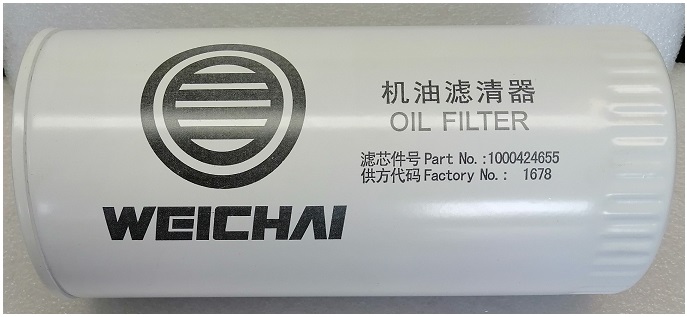 机油滤清器
OIL FILTER
滤芯件号 Part No.:1000424655
供方代码 Factory No.: 1678
WEICHAI